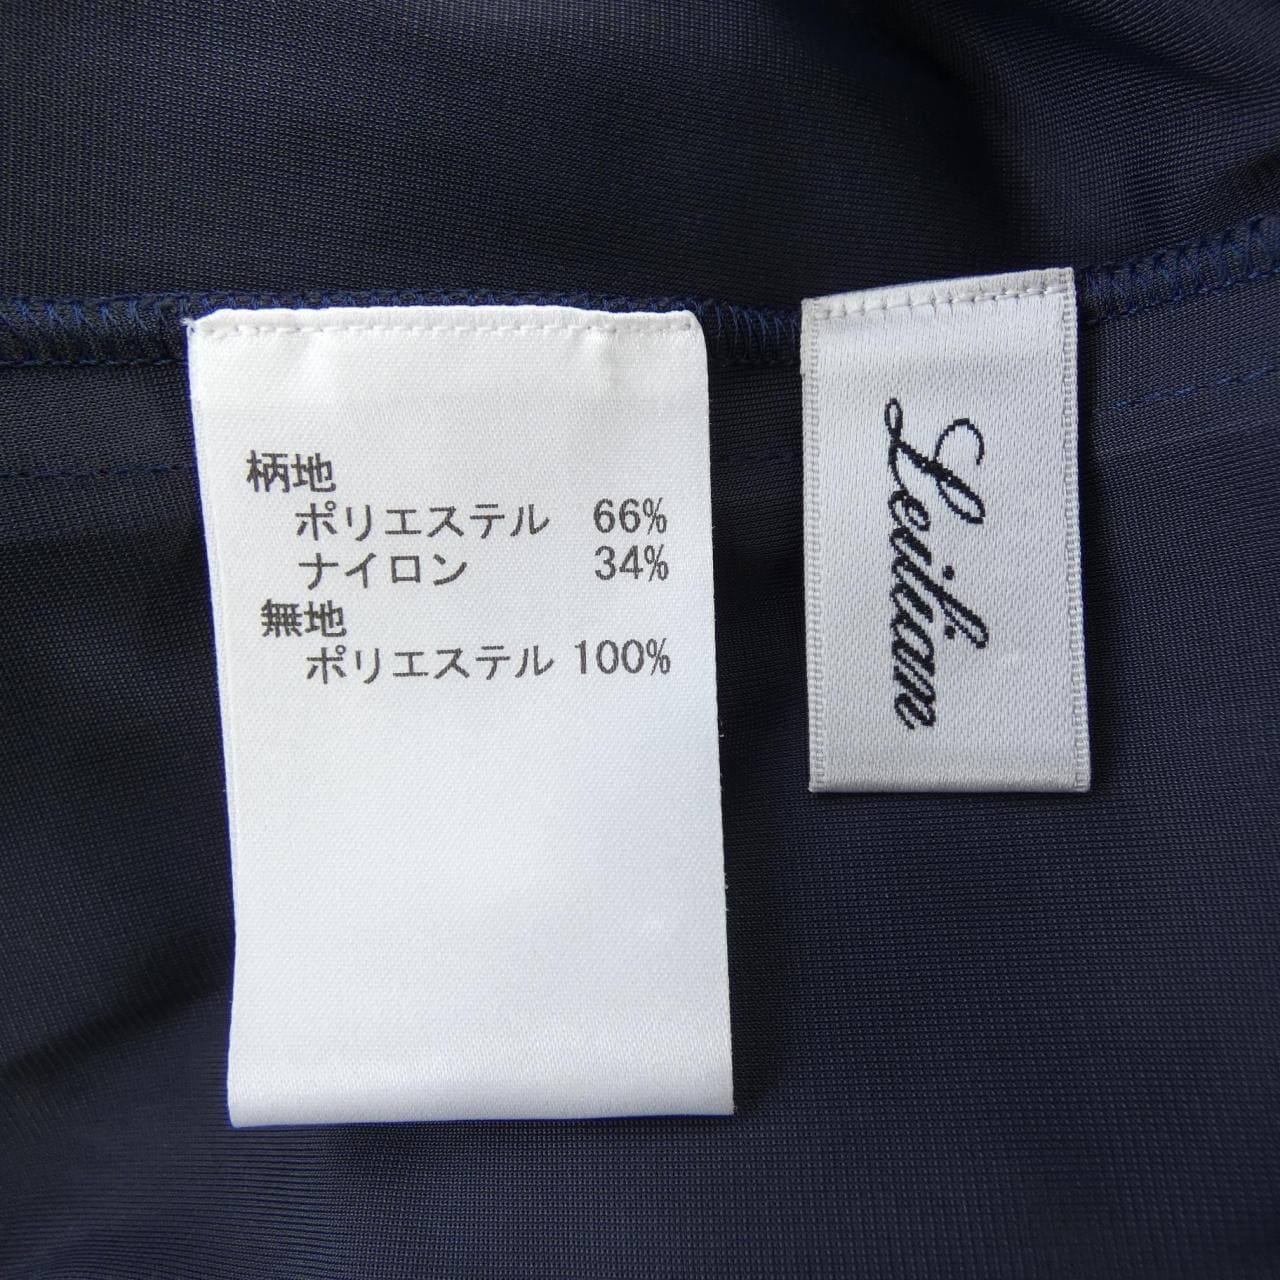 柄地
ポリエステル 66%
ナイロン 34%
無地
ポリエステル 100%
Leilian